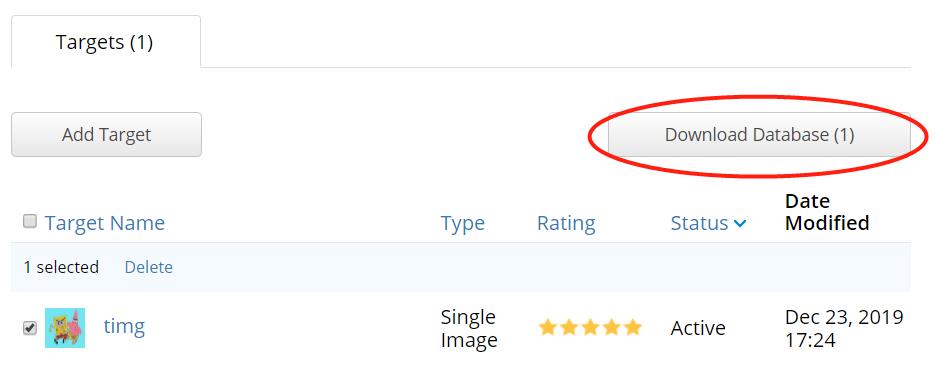 Targets (1)
Add Target
Download Database (1)
Target Name
Type
Rating
Status
Date
Modified
1 selected
Delete
timg
Single
Image
Active
Dec 23, 2019
17:24